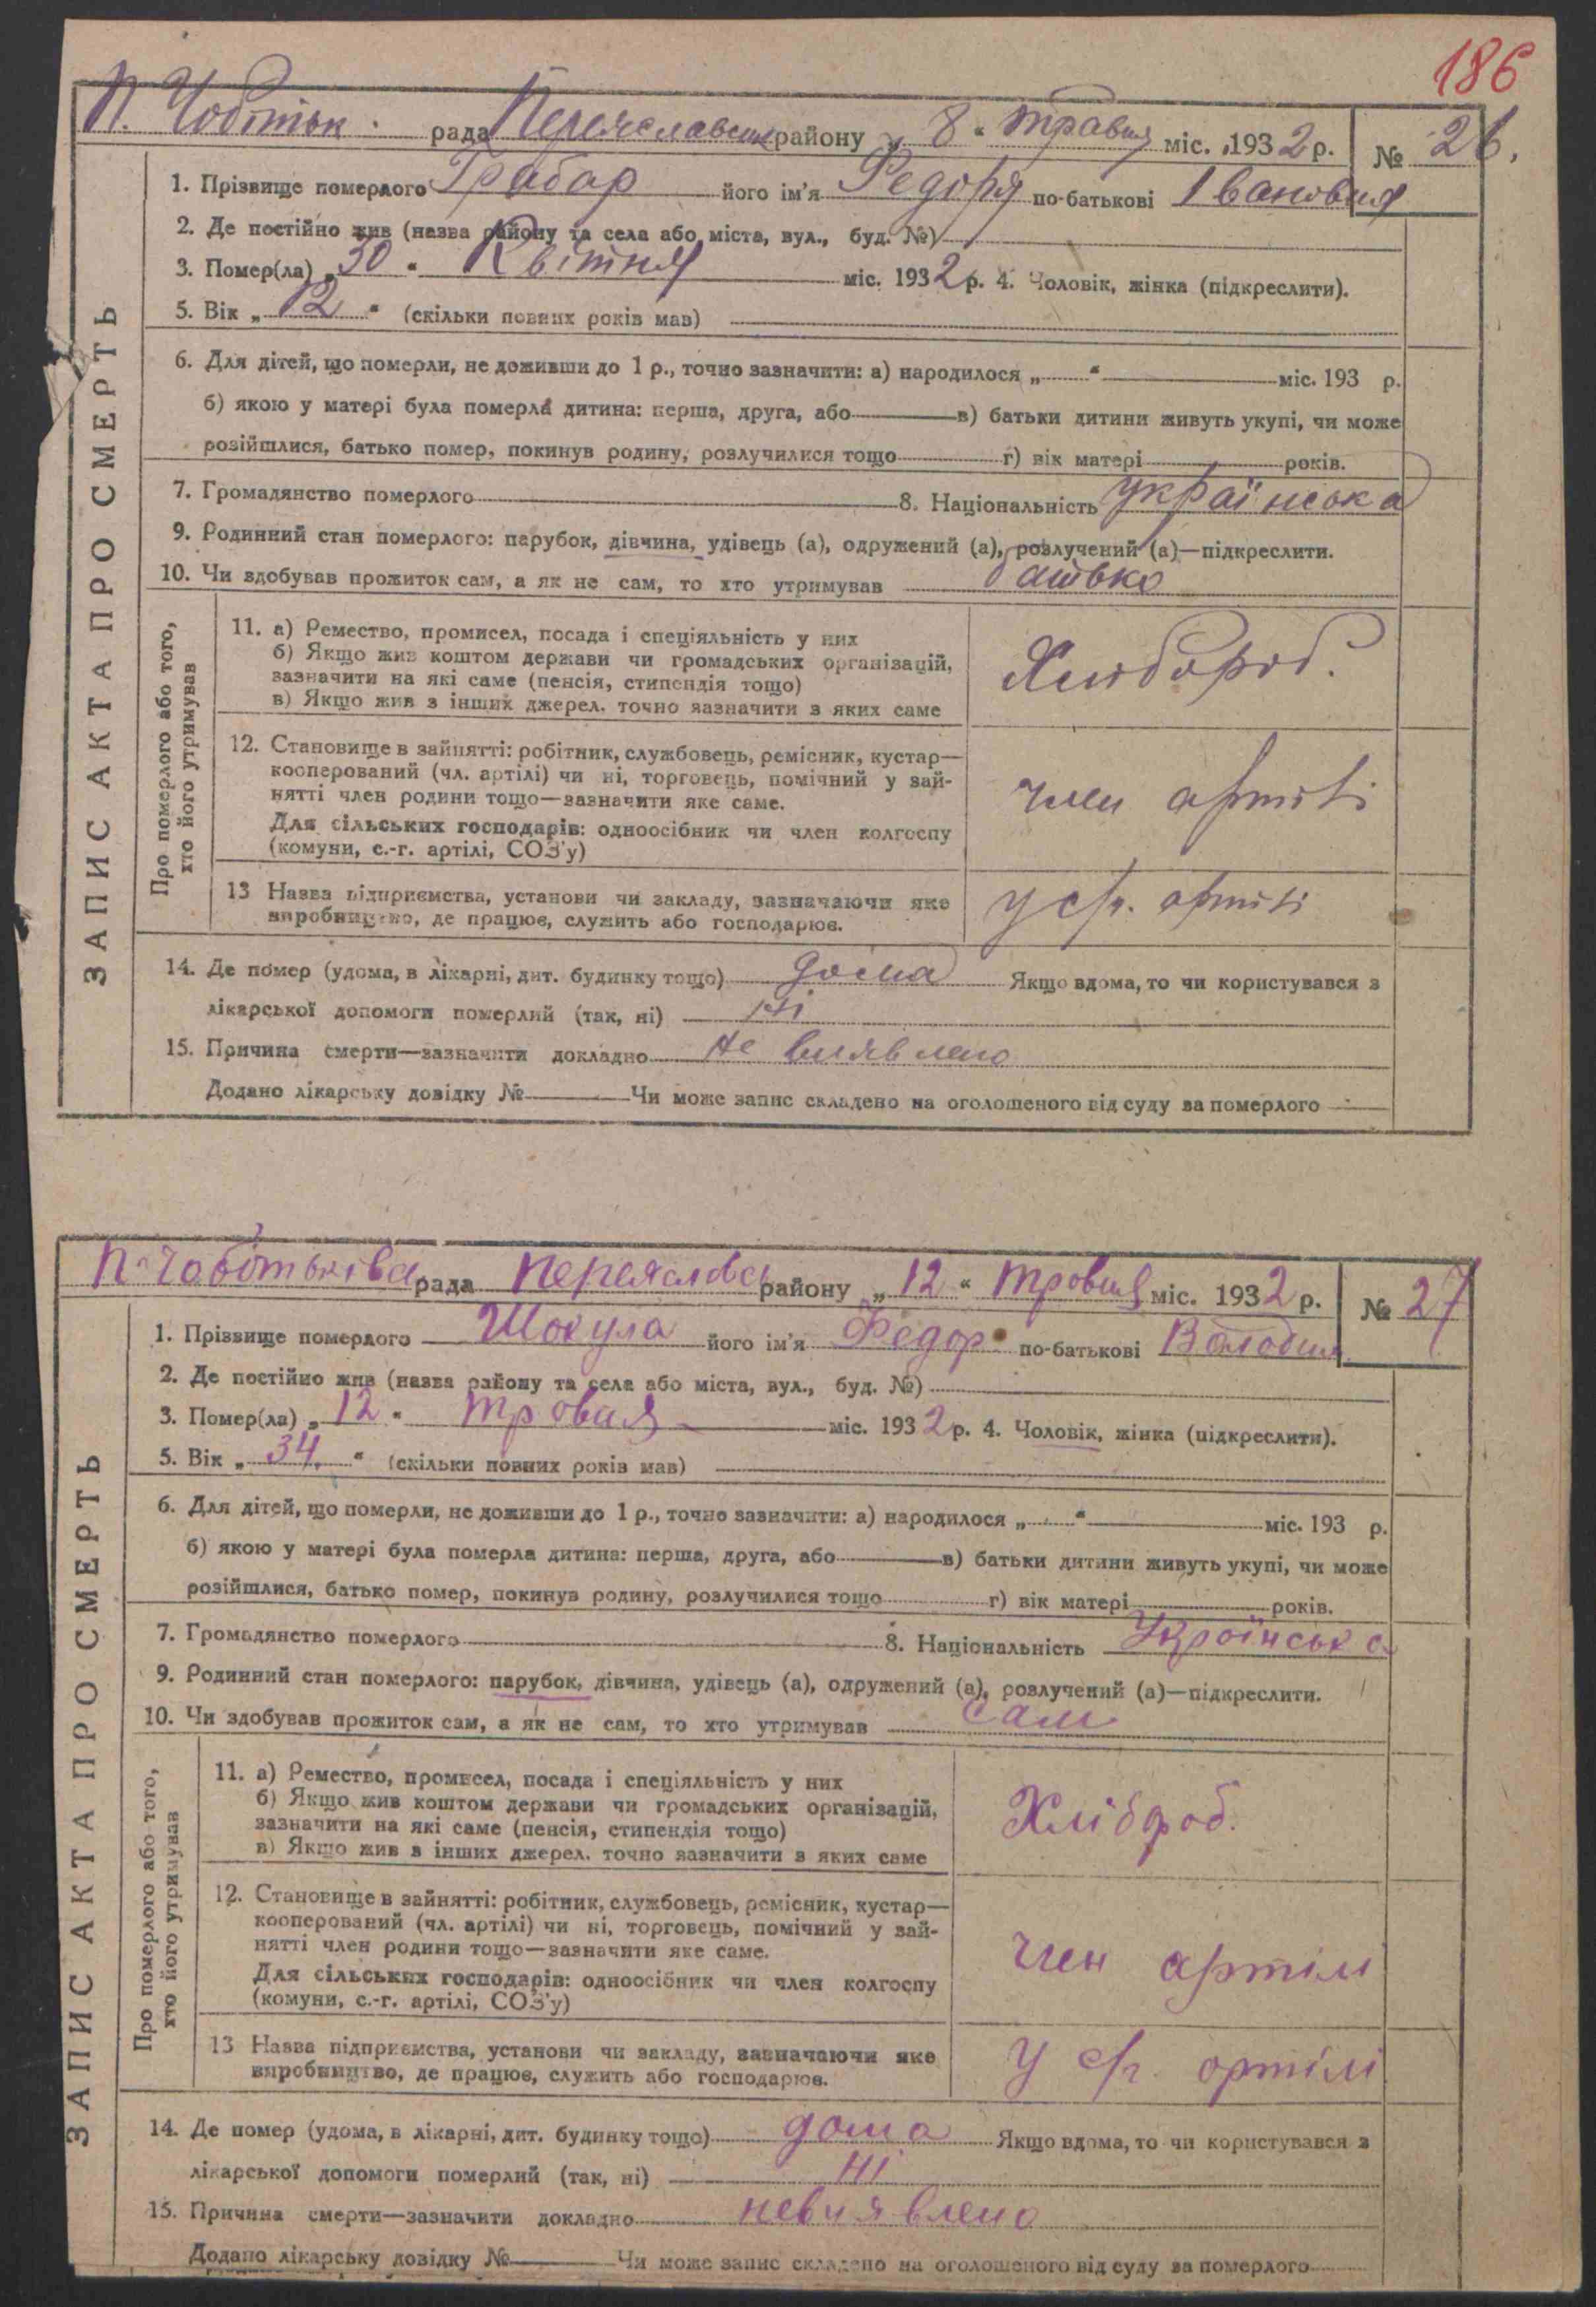 186
П. Чобітьк. рада Переяславськ району „8“ травня міс. 1932 р. № 26.
ЗАПИС АКТА ПРО СМЕРТЬ
1. Прізвище померлого Грабар його ім'я Федоря по-батькові Івановия
2. Де постійно жив (назва району та села або міста, вул., буд. №)
3. Помер(ла) „30“ Квітня міс. 1932 р. 4. Чоловік, жінка (підкреслити).
5. Вік „12“ (скільки повних років мав)
6. Для дітей, що померли, не доживши до 1 р., точно зазначити: а) народилося „ “ міс. 193 р.
б) якою у матері була померла дитина: перша, друга, або в) батьки дитини живуть укупі, чи може
розійшлися, батько помер, покинув родину, розлучилися тощо г) вік матері років.
7. Громадянство померлого 8. Національність українська
9. Родинний стан померлого: парубок, дівчина, удівець (а), одружений (а), розлучений (а)—підкреслити.
10. Чи здобував прожиток сам, а як не сам, то хто утримував батько
Про померлого або того,
хто його утримував
11. а) Ремество, промисел, посада і спеціяльність у них
б) Якщо жив коштом держави чи громадських організацій,
зазначити на які саме (пенсія, стипендія тощо)
в) Якщо жив з інших джерел, точно зазначити з яких саме
Хлібороб.
12. Становище в зайнятті: робітник, службовець, ремісник, кустар—
кооперований (чл. артілі) чи ні, торговець, помічний у зай-
нятті член родини тощо—зазначити яке саме.
Для сільських господарів: одноосібник чи член колгоспу
(комуни, с.-г. артілі, СОЗ'у)
член артілі
13 Назва підприємства, установи чи закладу, зазначаючи яке
виробництво, де працює, служить або господарює.
у с/г. артілі
14. Де помер (удома, в лікарні, дит. будинку тощо) дома Якщо вдома, то чи користувався з
лікарської допомоги померлий (так, ні) ні
15. Причина смерти—зазначити докладно не виявлено
Додано лікарську довідку № Чи може запис складено на оголошеного від суду за померлого
П-Чобітьківа рада Переяславс району „12“ травня міс. 1932 р. № 27
ЗАПИС АКТА ПРО СМЕРТЬ
1. Прізвище померлого Шокула його ім'я Федор по-батькові Володим
2. Де постійно жив (назва району та села або міста, вул., буд. №)
3. Помер(ла) „12“ травня міс. 1932 р. 4. Чоловік, жінка (підкреслити).
5. Вік „34.“ (скільки повних років мав)
6. Для дітей, що померли, не доживши до 1 р., точно зазначити: а) народилося „ “ міс. 193 р.
б) якою у матері була померла дитина: перша, друга, або в) батьки дитини живуть укупі, чи може
розійшлися, батько помер, покинув родину, розлучилися тощо г) вік матері років.
7. Громадянство померлого 8. Національність Українська
9. Родинний стан померлого: парубок, дівчина, удівець (а), одружений (а), розлучений (а)—підкреслити.
10. Чи здобував прожиток сам, а як не сам, то хто утримував сам
Про померлого або того,
хто його утримував
11. а) Ремество, промисел, посада і спеціяльність у них
б) Якщо жив коштом держави чи громадських організацій,
зазначити на які саме (пенсія, стипендія тощо)
в) Якщо жив з інших джерел, точно зазначити з яких саме
Хлібороб.
12. Становище в зайнятті: робітник, службовець, ремісник, кустар—
кооперований (чл. артілі) чи ні, торговець, помічний у зай-
нятті член родини тощо—зазначити яке саме.
Для сільських господарів: одноосібник чи член колгоспу
(комуни, с.-г. артілі, СОЗ'у)
член артілі
13 Назва підприємства, установи чи закладу, зазначаючи яке
виробництво, де працює, служить або господарює.
У с/г. артілі
14. Де помер (удома, в лікарні, дит. будинку тощо) дома Якщо вдома, то чи користувався з
лікарської допомоги померлий (так, ні) ні
15. Причина смерти—зазначити докладно невиявлено
Додано лікарську довідку № Чи може запис складено на оголошеного від суду за померлого